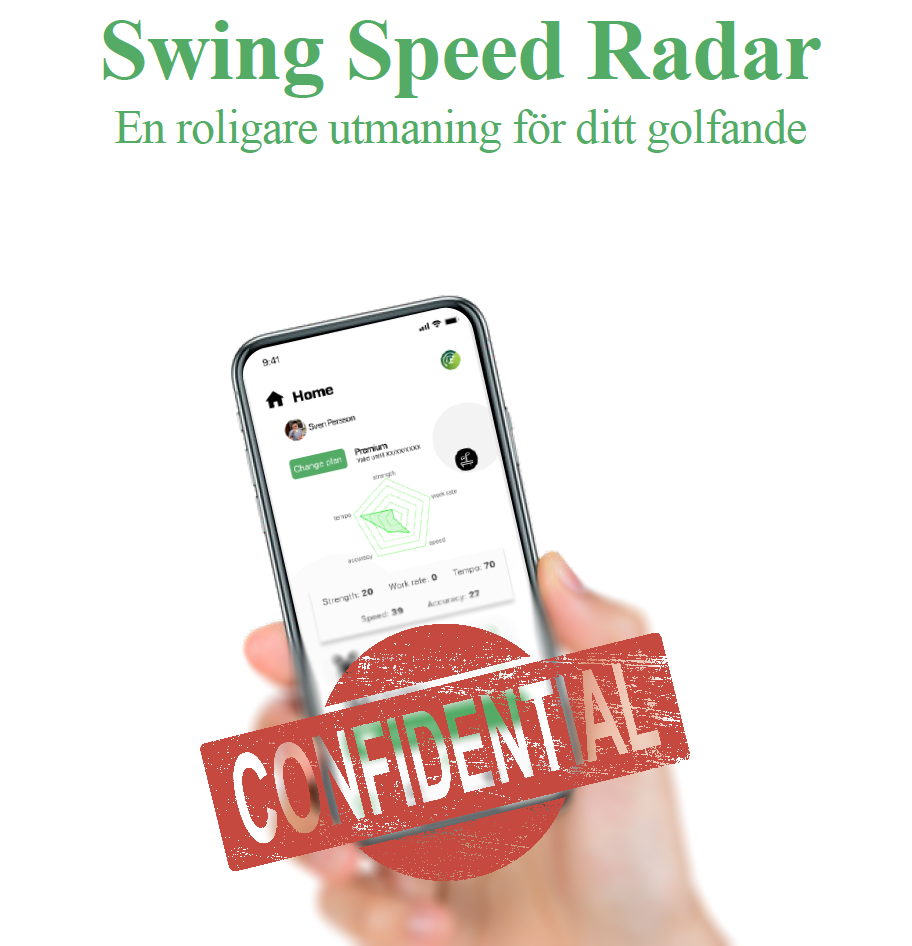 Swing Speed Radar
En roligare utmaning för ditt golfande
9:41
Home
Sven Persson
Change plan
Premium
strength
work rate
tempo
speed
accuracy
Strength: 20 Work rate: 0 Tempo: 70
Speed: 39 Accuracy: 27
CONFIDENTIAL